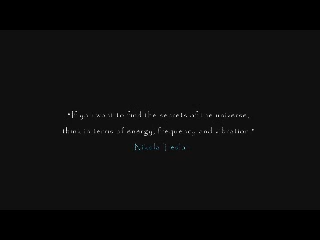 "If you want to find the secrets of the universe,
think in terms of energy, frequency and vibration."
Nikola Tesla